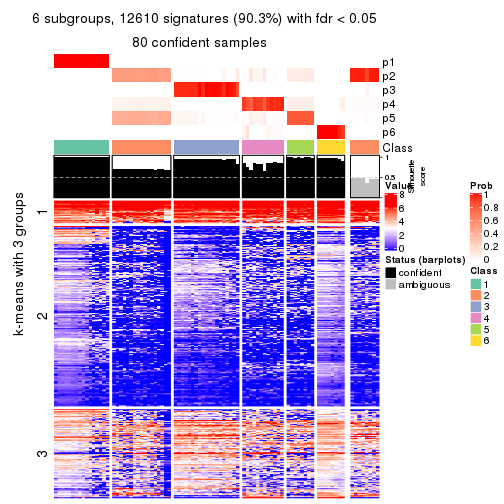 6 subgroups, 12610 signatures (90.3%) with fdr < 0.05
80 confident samples
p1
p2
p3
p4
p5
p6
Class
1
0.5
0
Silhouette
score
k-means with 3 groups
1
2
3
Value
8
6
4
2
0
Status (barplots)
confident
ambiguous
Prob
1
0.8
0.6
0.4
0.2
0
Class
1
2
3
4
5
6